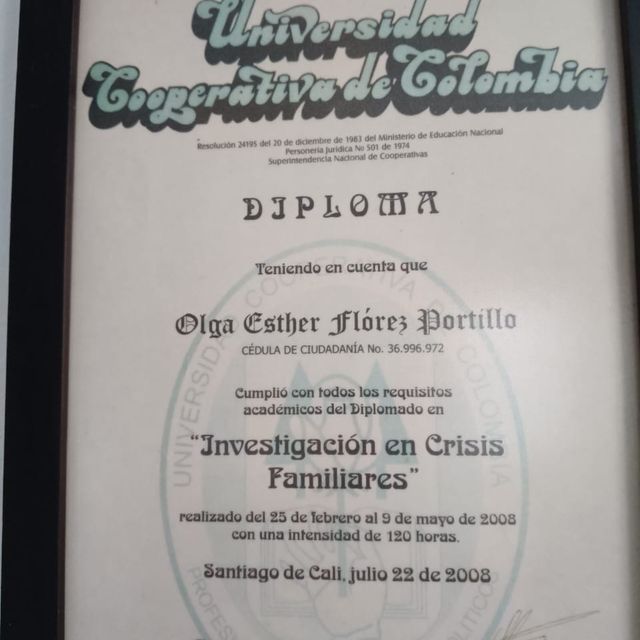 Universidad
Cooperativa de Colombia
Resolución 24195 del 20 de diciembre de 1983 del Ministerio de Educación Nacional
Personería Jurídica No 501 de 1974
Superintendencia Nacional de Cooperativas
DIPLOMA
Teniendo en cuenta que
Olga Esther Flórez Portillo
CÉDULA DE CIUDADANÍA No. 36.996.972
Cumplió con todos los requisitos
académicos del Diplomado en
"Investigación en Crisis
Familiares"
realizado del 25 de febrero al 9 de mayo de 2008
con una intensidad de 120 horas.
Santiago de Cali, julio 22 de 2008
UNIVERSIDAD COOPERATIVA DE COLOMBIA